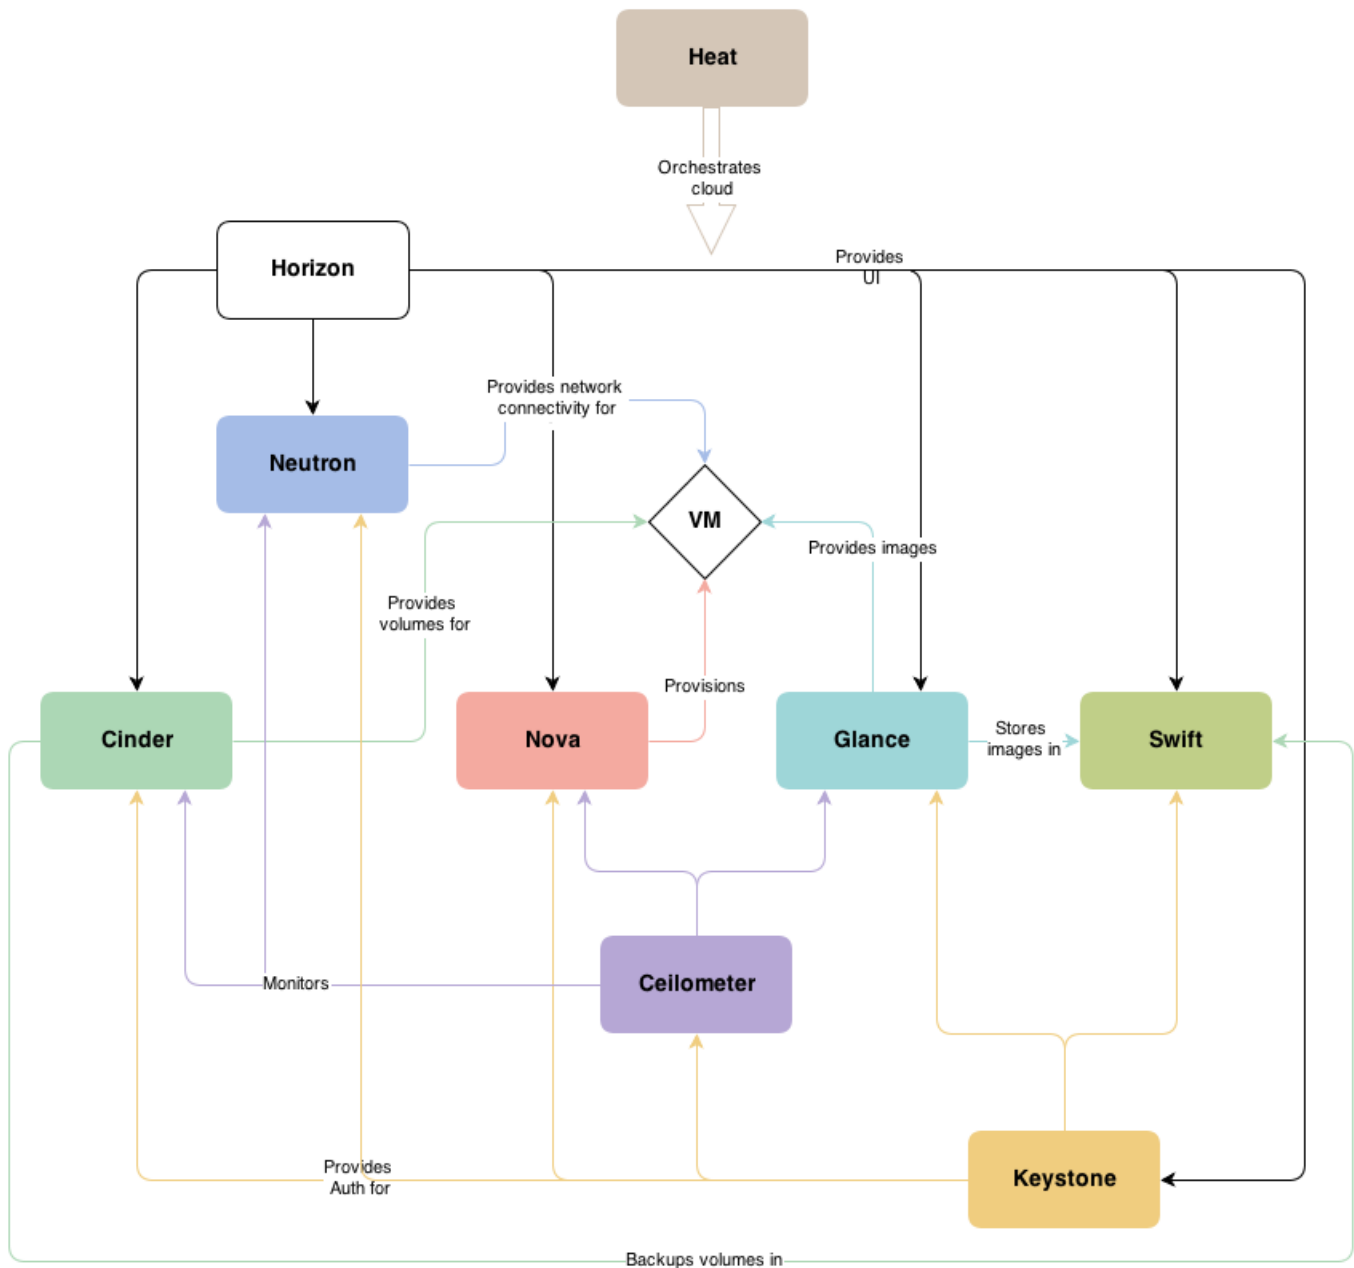 Heat
Orchestrates
cloud
Provides
UI
Horizon
Provides network
connectivity for
Neutron
VM
Provides images
Provides
volumes for
Provisions
Cinder
Nova
Glance
Stores
images in
Swift
Monitors
Ceilometer
Provides
Auth for
Keystone
Backups volumes in